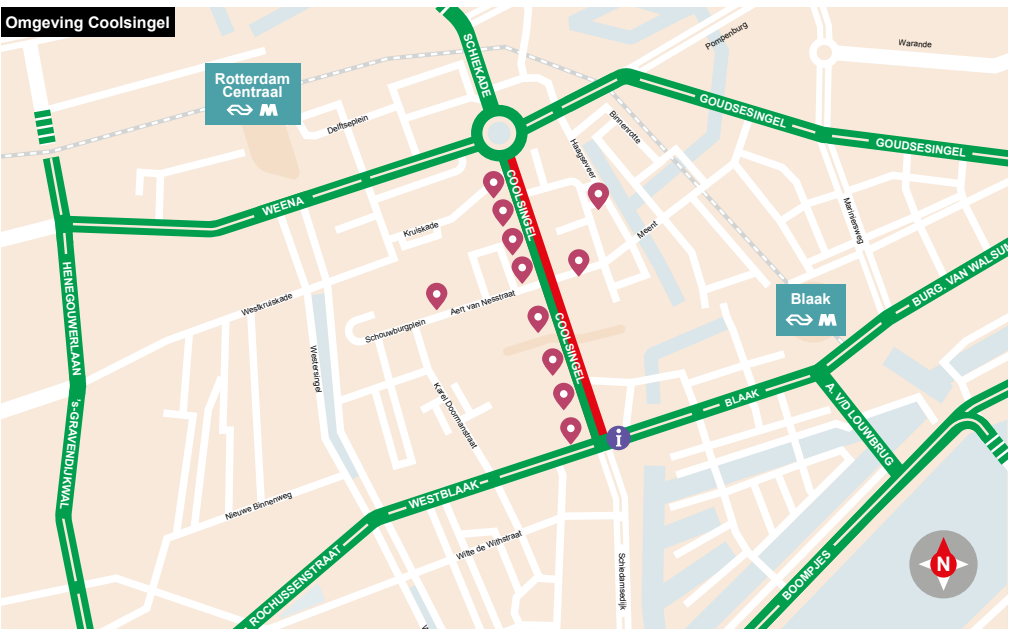 Omgeving Coolsingel
SCHIEKADE
Pompenburg
Warande
Rotterdam
Centraal
M
Delftseplein
GOUDSESINGEL
GOUDSESINGEL
Binnenrotte
Haagseveer
WEENA
COOLSINGEL
Kruiskade
Meent
Mariniersweg
HENEGOUWERLAAN
BURG. VAN WALSUM
Blaak
M
Westkruiskade
Aert van Nesstraat
Schouwburgplein
COOLSINGEL
Westersingel
Karel Doormanstraat
's-GRAVENDIJKWAL
BLAAK
A. V/D LOUWBRUG
i
WESTBLAAK
Nieuwe Binnenweg
Witte de Withstraat
ROCHUSSENSTRAAT
Schiedamsedijk
BOOMPJES
N